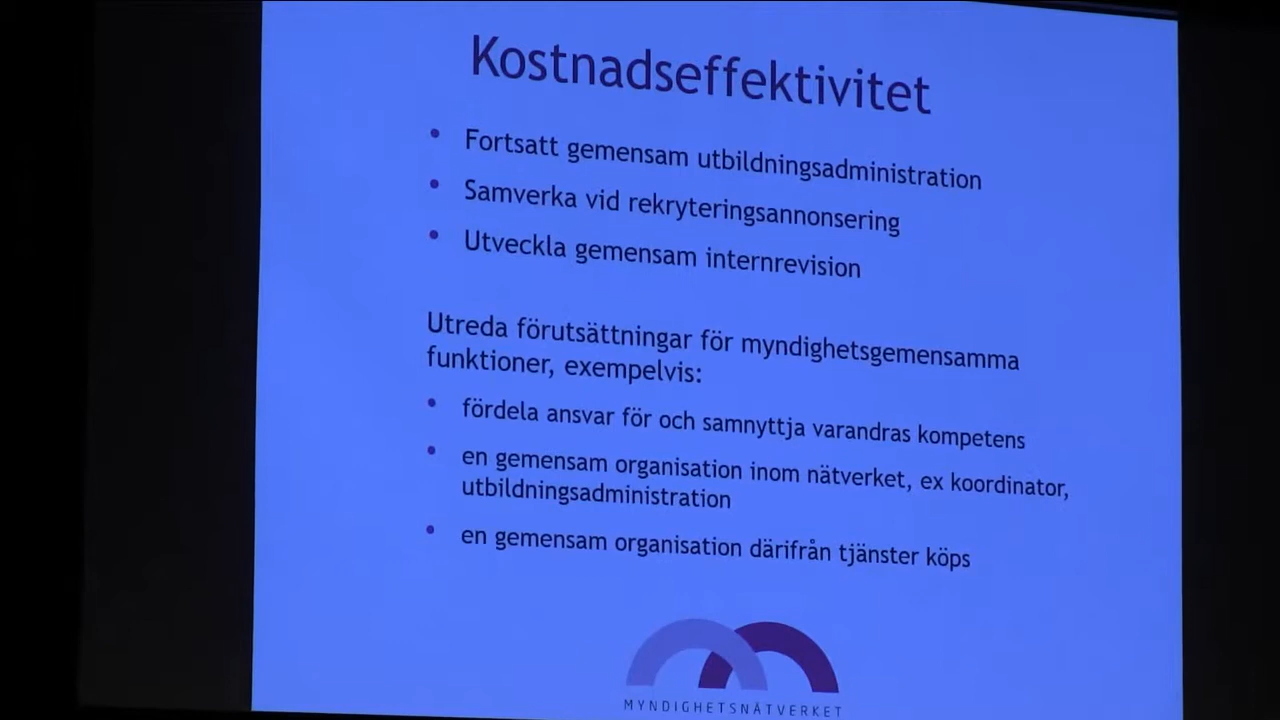 Kostnadseffektivitet
• Fortsatt gemensam utbildningsadministration
• Samverka vid rekryteringsannonsering
• Utveckla gemensam internrevision
Utreda förutsättningar för myndighetsgemensamma
funktioner, exempelvis:
• fördela ansvar för och samnyttja varandras kompetens
• en gemensam organisation inom nätverket, ex koordinator,
utbildningsadministration
• en gemensam organisation därifrån tjänster köps
MYNDIGHETSNÄTVERKET